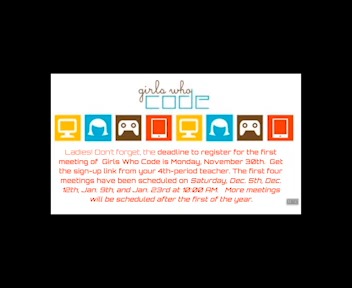 girls who
code
Ladies! Don't forget, the deadline to register for the first
meeting of Girls Who Code is Monday, November 30th. Get
the sign-up link from your 4th-period teacher. The first four
meetings have been scheduled on Saturday, Dec. 5th, Dec.
12th, Jan. 9th, and Jan. 23rd at 10:00 AM. More meetings
will be scheduled after the first of the year.